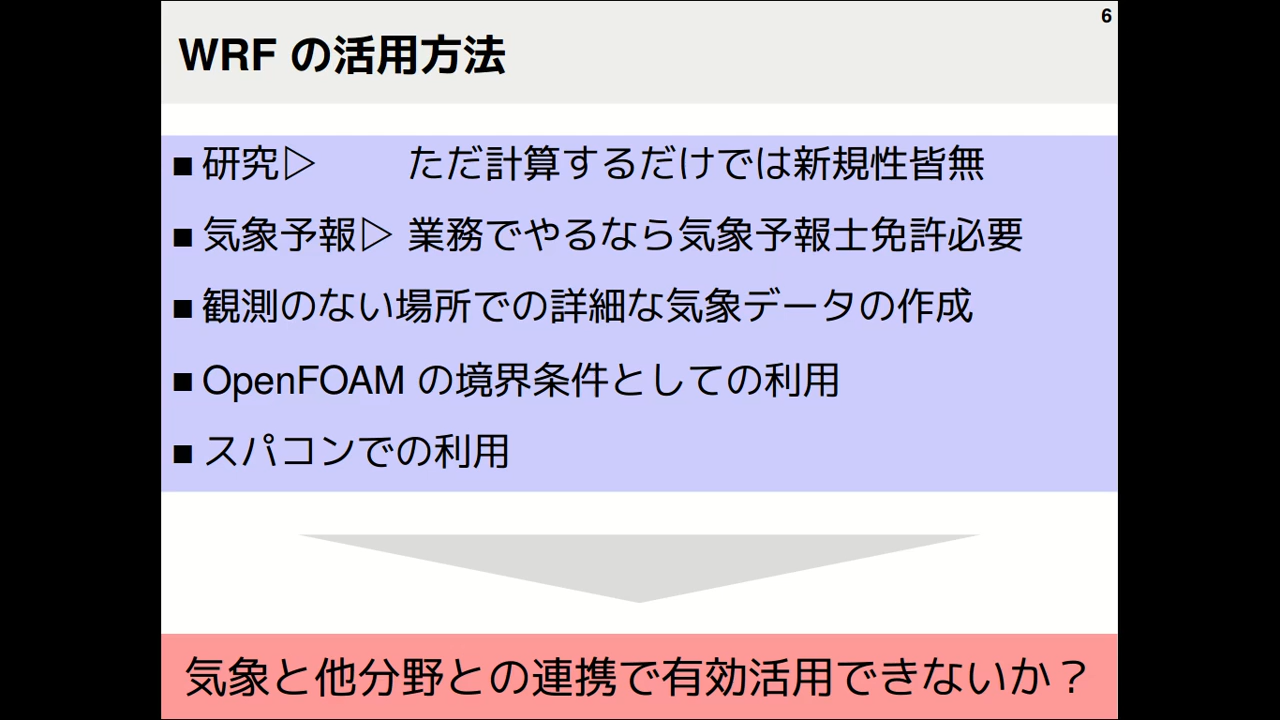 6
WRF の活用方法
■ 研究▷ ただ計算するだけでは新規性皆無
■ 気象予報▷ 業務でやるなら気象予報士免許必要
■ 観測のない場所での詳細な気象データの作成
■ OpenFOAM の境界条件としての利用
■ スパコンでの利用
気象と他分野との連携で有効活用できないか？